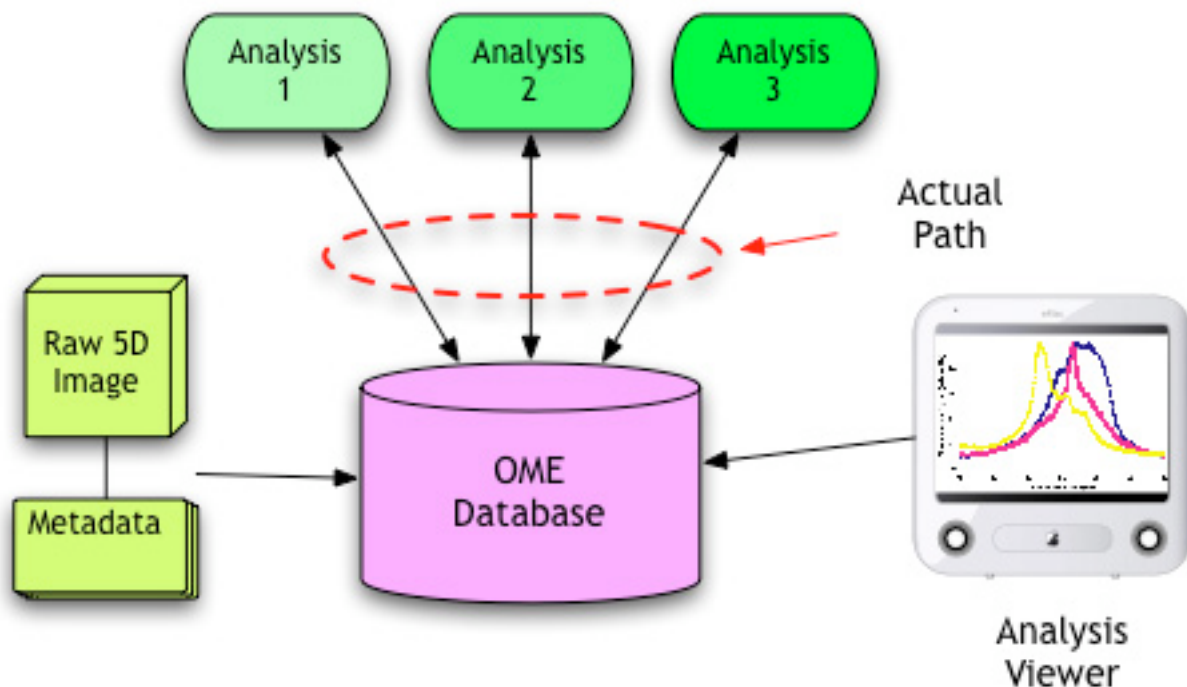 Analysis
1
Analysis
2
Analysis
3
Actual
Path
Raw 5D
Image
Metadata
OME
Database
Analysis
Viewer